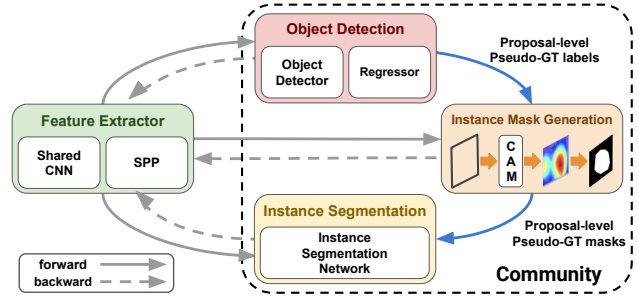 Object Detection
Object
Detector
Regressor
Proposal-level
Pseudo-GT labels
Feature Extractor
Shared
CNN
SPP
Instance Mask Generation
C
A
M
Instance Segmentation
Instance
Segmentation
Network
Proposal-level
Pseudo-GT masks
forward
backward
Community